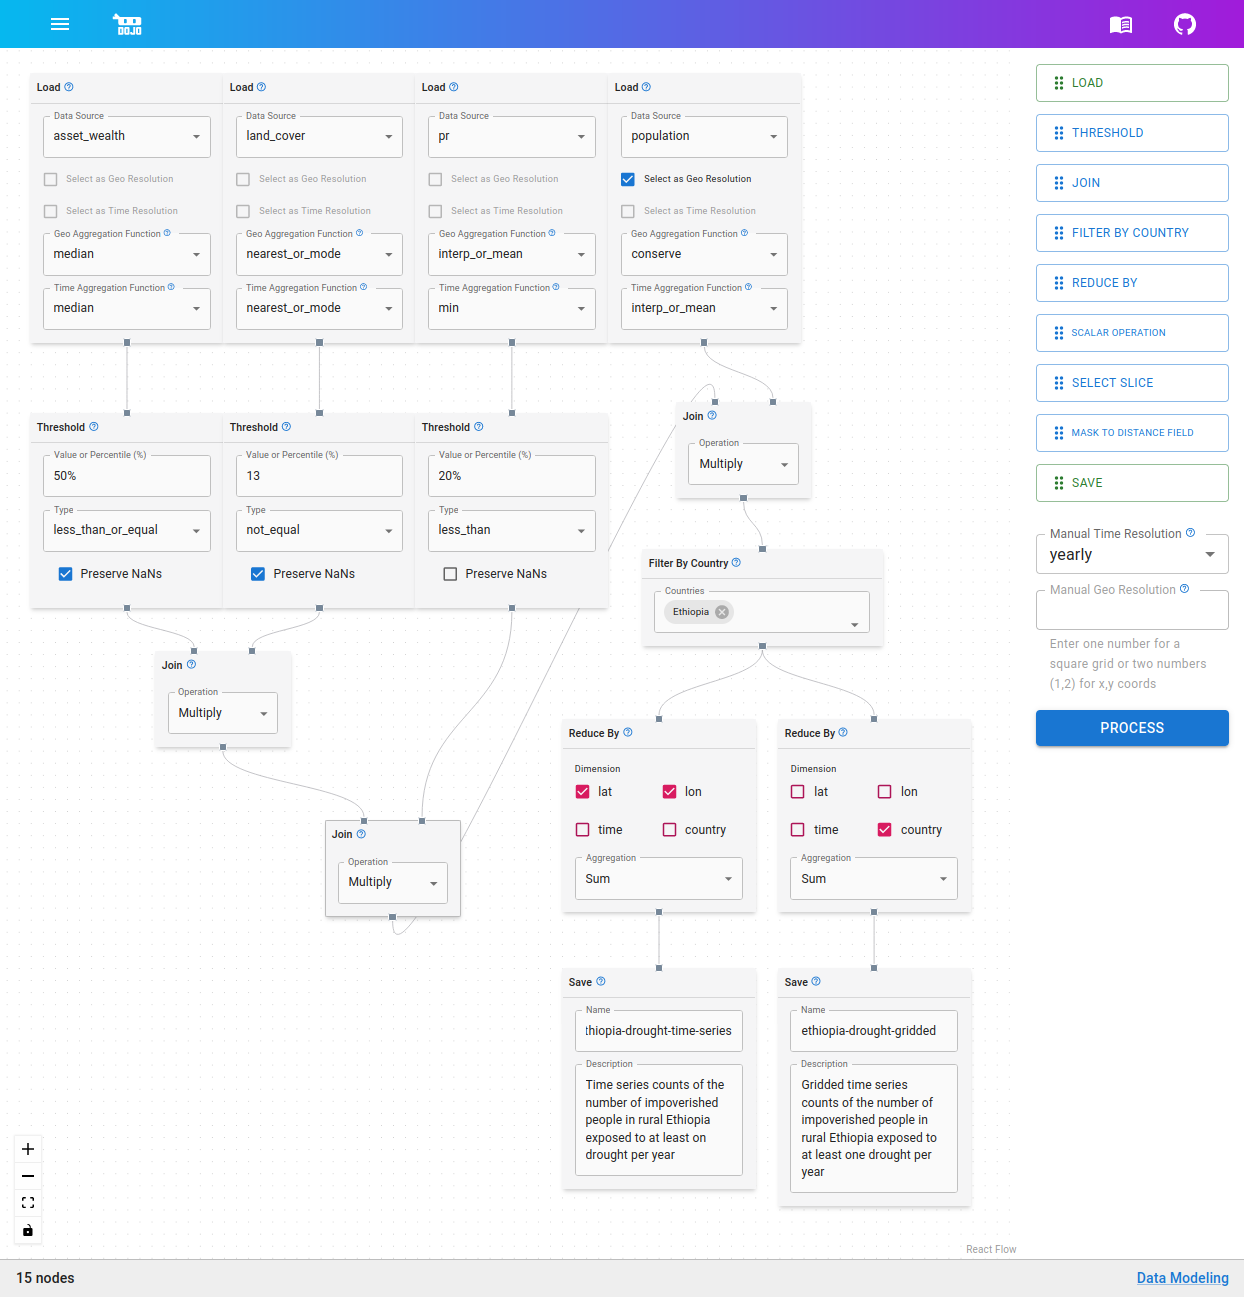 DOJO
Load
Data Source
asset_wealth
Select as Geo Resolution
Select as Time Resolution
Geo Aggregation Function
median
Time Aggregation Function
median
Load
Data Source
land_cover
Select as Geo Resolution
Select as Time Resolution
Geo Aggregation Function
nearest_or_mode
Time Aggregation Function
nearest_or_mode
Load
Data Source
pr
Select as Geo Resolution
Select as Time Resolution
Geo Aggregation Function
interp_or_mean
Time Aggregation Function
min
Load
Data Source
population
Select as Geo Resolution
Select as Time Resolution
Geo Aggregation Function
conserve
Time Aggregation Function
interp_or_mean
Threshold
Value or Percentile (%)
50%
Type
less_than_or_equal
Preserve NaNs
Threshold
Value or Percentile (%)
13
Type
not_equal
Preserve NaNs
Threshold
Value or Percentile (%)
20%
Type
less_than
Preserve NaNs
Join
Operation
Multiply
Filter By Country
Countries
Ethiopia
Join
Operation
Multiply
Join
Operation
Multiply
Reduce By
Dimension
lat
lon
time
country
Aggregation
Sum
Reduce By
Dimension
lat
lon
time
country
Aggregation
Sum
Save
Name
thiopia-drought-time-series
Description
Time series counts of the
number of impoverished
people in rural Ethiopia
exposed to at least on
drought per year
Save
Name
ethiopia-drought-gridded
Description
Gridded time series
counts of the number of
impoverished people in
rural Ethiopia exposed to
at least one drought per
year
LOAD
THRESHOLD
JOIN
FILTER BY COUNTRY
REDUCE BY
SCALAR OPERATION
SELECT SLICE
MASK TO DISTANCE FIELD
SAVE
Manual Time Resolution
yearly
Manual Geo Resolution
Enter one number for a
square grid or two numbers
(1,2) for x,y coords
PROCESS
React Flow
15 nodes
Data Modeling